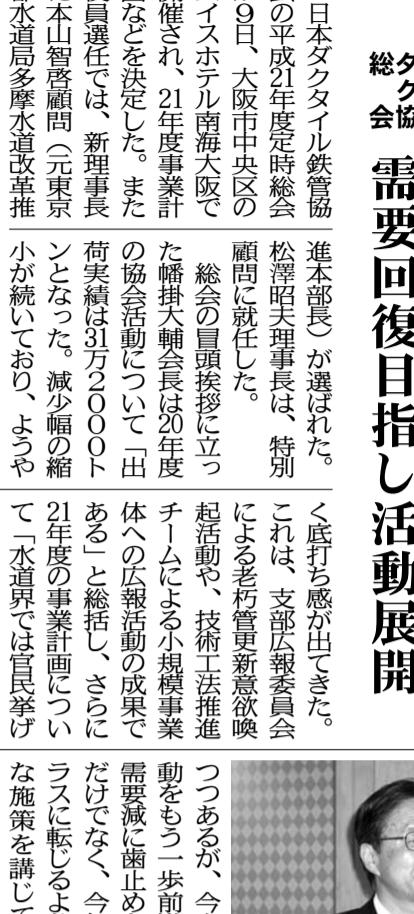 ダク協
総会
需要回復目指し活動展開
日本ダクタイル鉄管協
の平成21年度定時総会
9日、大阪市中央区の
イスホテル南海大阪で
催され、21年度事業計
などを決定した。また
員選任では、新理事長
本山智啓顧問（元東京
水道局多摩水道改革推
進本部長）が選ばれた。
松澤昭夫理事長は、特別
顧問に就任した。
総会の冒頭挨拶に立っ
た幡掛大輔会長は20年度
の協会活動について「出
荷実績は31万2000ト
ンとなった。減少幅の縮
小が続いており、ようや
く底打ち感が出てきた。
これは、支部広報委員会
による老朽管更新意欲喚
起活動や、技術工法推進
チームによる小規模事業
体への広報活動の成果で
ある」と総括し、さらに
21年度の事業計画につい
て「水道界では官民挙げ
つつあるが、今
動をもう一歩前
需要減に歯止め
だけでなく、今
ラスに転じるよ
な施策を講じて